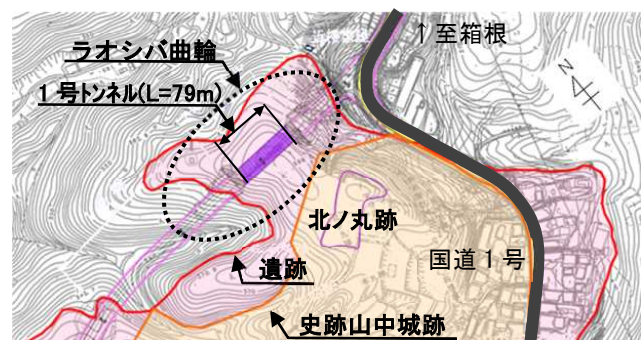 ラオシバ曲輪
1号トンネル(L=79m)
↑至箱根
N
北ノ丸跡
国道1号
遺跡
史跡山中城跡